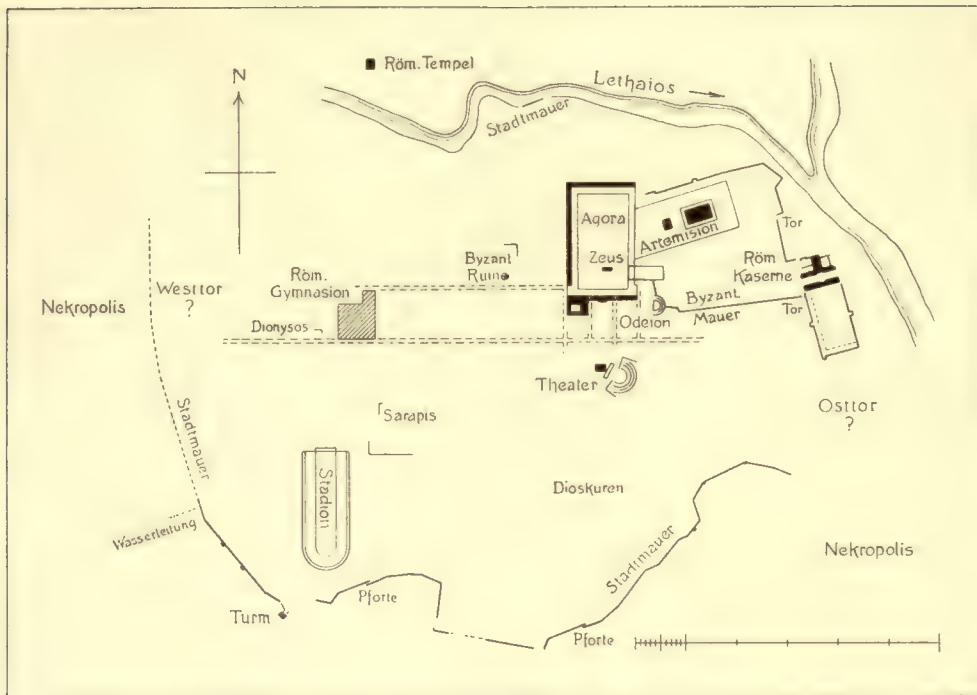 Röm. Tempel
N
Lethaios
Stadtmauer
Agora
Zeus
Artemision
Tor
Röm
Kaserne
Byzant
Ruine
Röm.
Gymnasion
Nekropolis
Westtor
?
Dionysos
Odeion
Byzant
Mauer
Tor
Theater
Osttor
?
Sarapis
Stadtmauer
Stadion
Dioskuren
Wasserleitung
Stadtmauer
Nekropolis
Turm
Pforte
Pforte